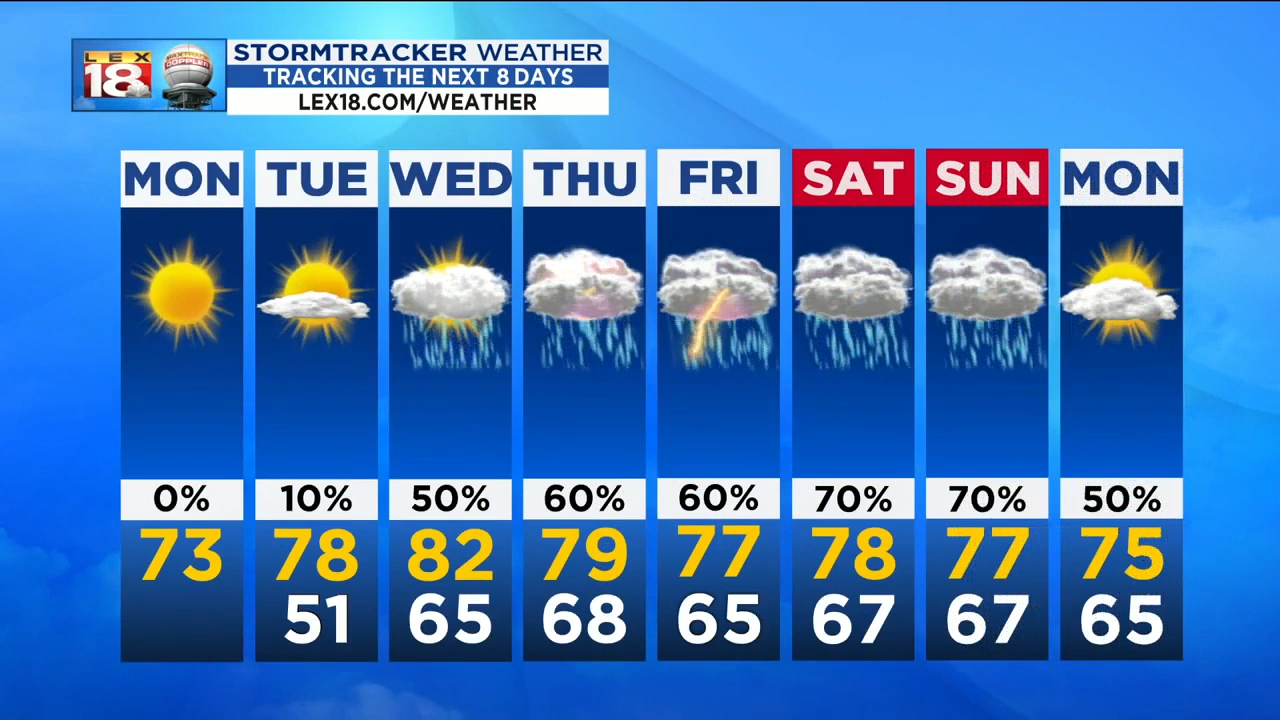 LEX
18
DOPPLER
STORMTRACKER WEATHER
TRACKING THE NEXT 8 DAYS
LEX18.COM/WEATHER
MON TUE WED THU FRI SAT SUN MON
0% 10% 50% 60% 60% 70% 70% 50%
73 78 82 79 77 78 77 75
51 65 68 65 67 67 65